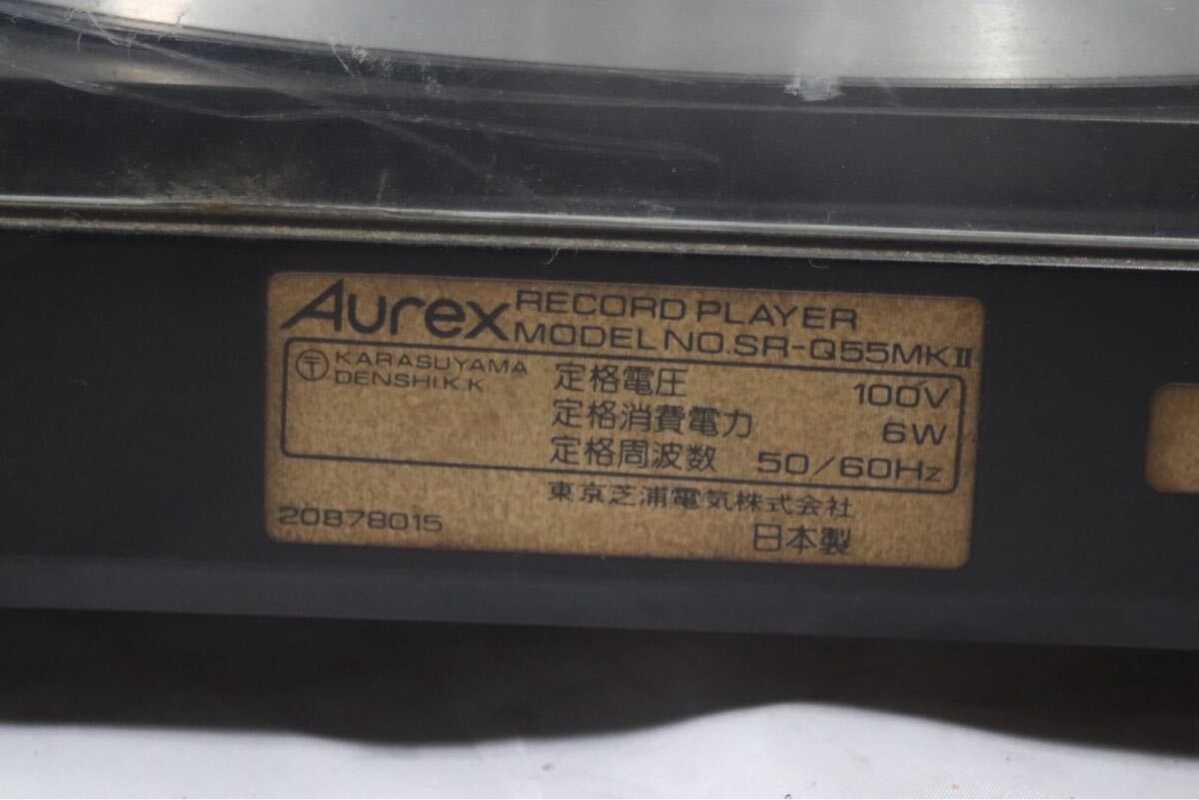 Aurex RECORD PLAYER
MODEL NO. SR-Q55MKⅡ
〒 KARASUYAMA
DENSHI K.K
定格電圧 100V
定格消費電力 6W
定格周波数 50/60Hz
東京芝浦電気株式会社
20878015 日本製